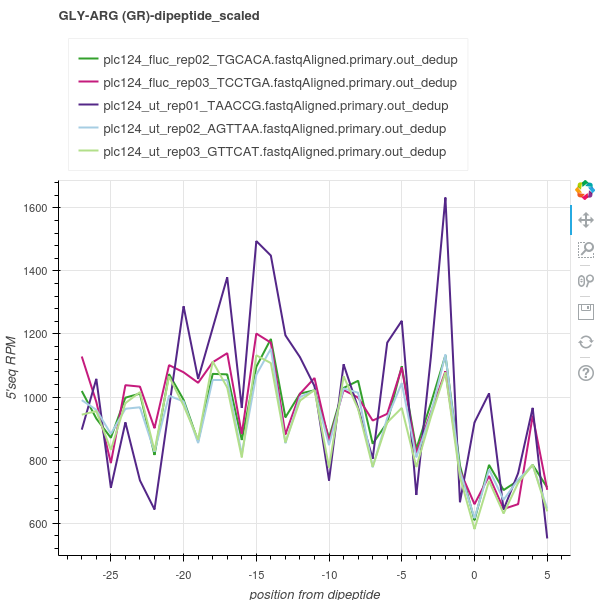 GLY-ARG (GR)-dipeptide_scaled
plc124_fluc_rep02_TGCACA.fastqAligned.primary.out_dedup
plc124_fluc_rep03_TCCTGA.fastqAligned.primary.out_dedup
plc124_ut_rep01_TAACCG.fastqAligned.primary.out_dedup
plc124_ut_rep02_AGTTAA.fastqAligned.primary.out_dedup
plc124_ut_rep03_GTTCAT.fastqAligned.primary.out_dedup
1600
1400
1200
1000
800
600
5'seq RPM
-25 -20 -15 -10 -5 0 5
position from dipeptide